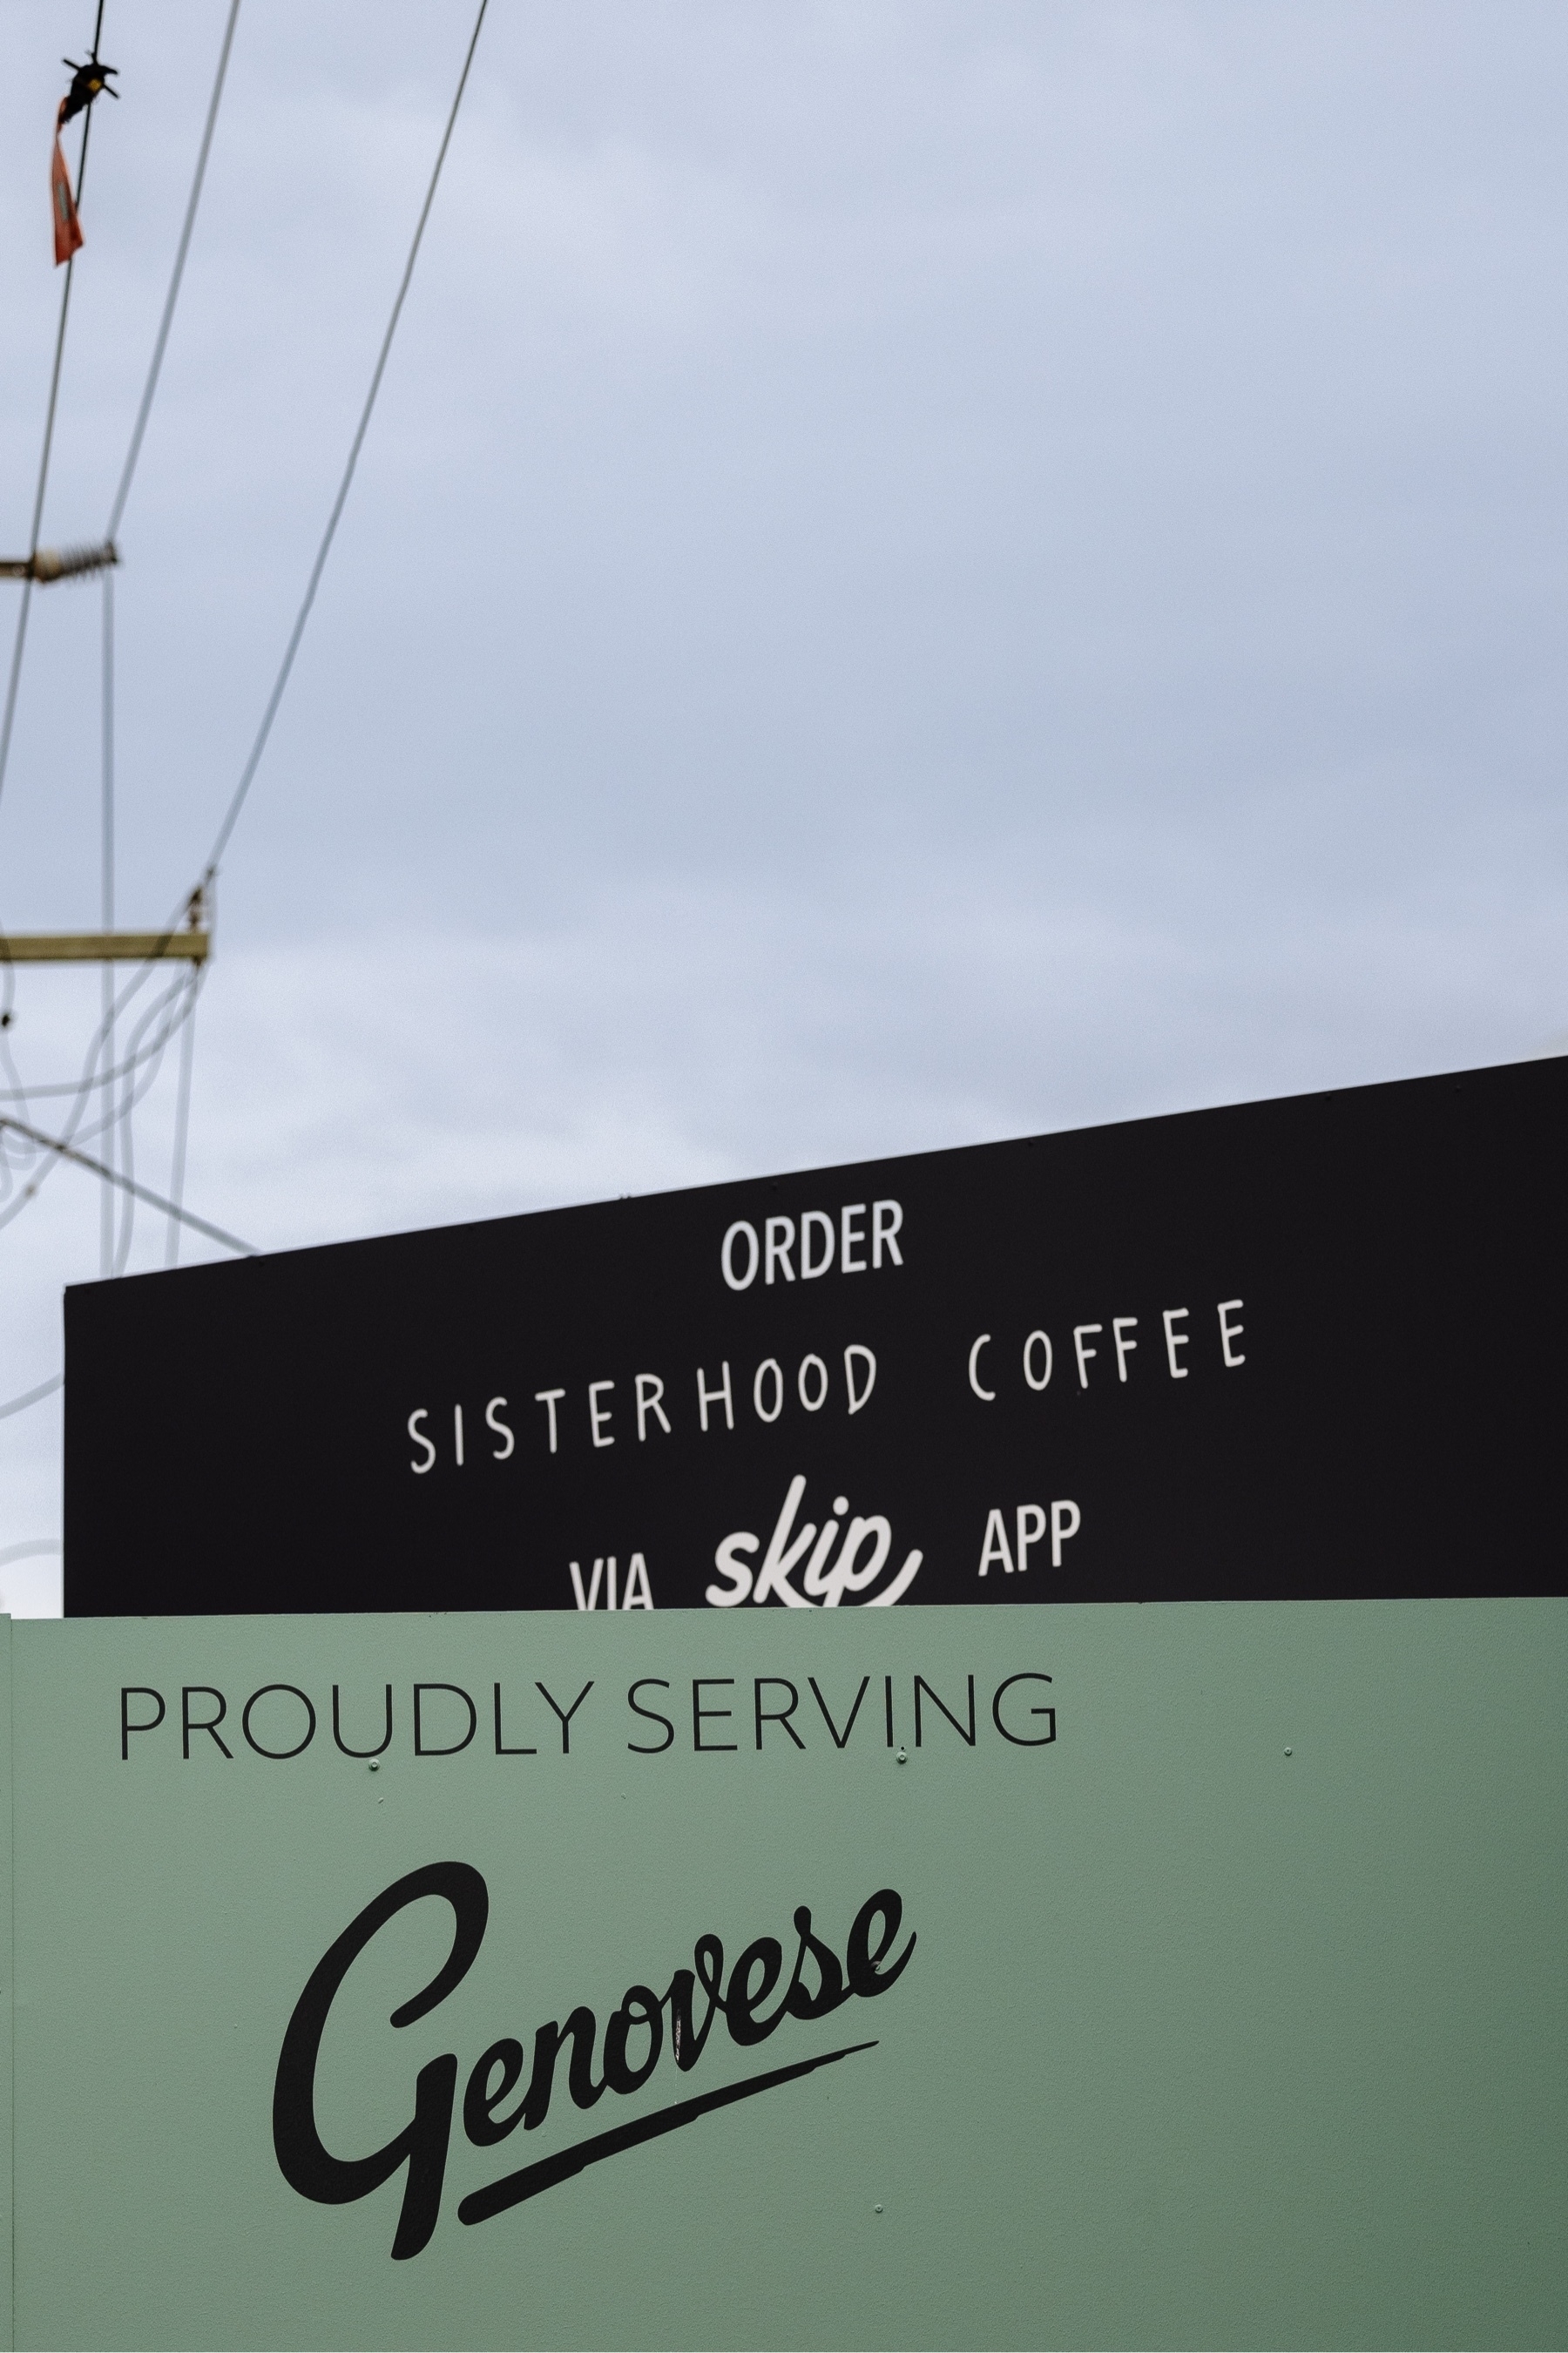 ORDER
SISTERHOOD COFFEE
VIA skip APP
PROUDLY SERVING
Genovese